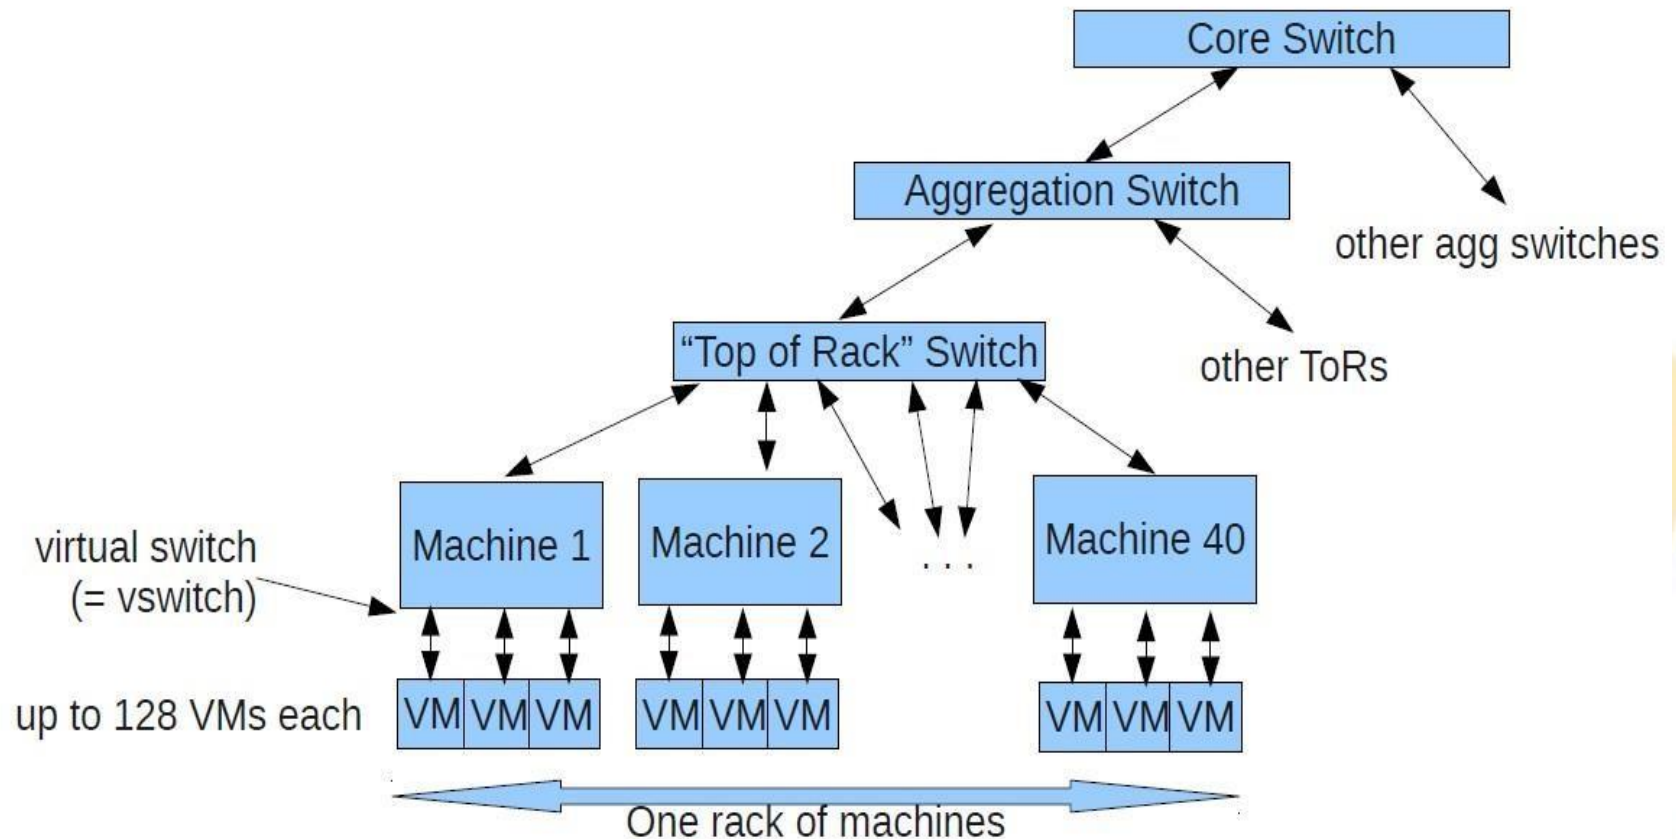 Core Switch
Aggregation Switch
other agg switches
“Top of Rack” Switch
other ToRs
Machine 1
Machine 2
. . .
Machine 40
virtual switch
(= vswitch)
up to 128 VMs each
VM VM VM
VM VM VM
VM VM VM
One rack of machines